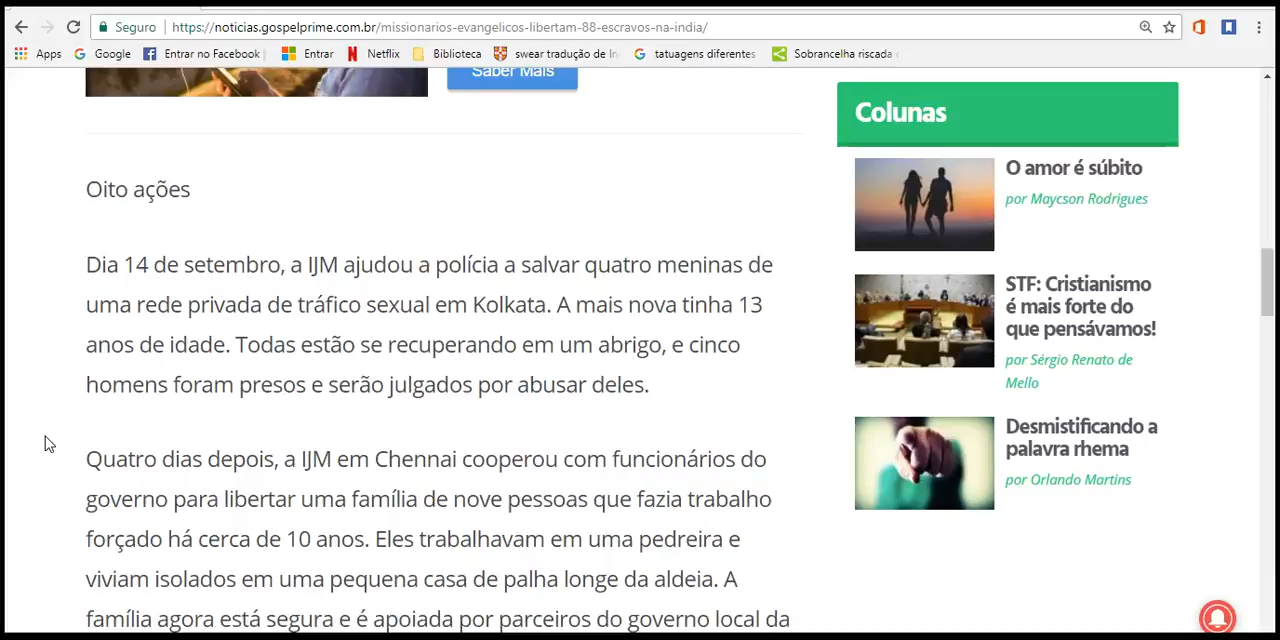 Seguro
https://noticias.gospelprime.com.br/missionarios-evangelicos-libertam-88-escravos-na-india/
Apps
Google
Entrar no Facebook
Entrar
Netflix
Biblioteca
swear tradução de In
tatuagens diferentes
Sobrancelha riscada
Saber Mais
Oito ações
Dia 14 de setembro, a IJM ajudou a polícia a salvar quatro meninas de
uma rede privada de tráfico sexual em Kolkata. A mais nova tinha 13
anos de idade. Todas estão se recuperando em um abrigo, e cinco
homens foram presos e serão julgados por abusar deles.
Quatro dias depois, a IJM em Chennai cooperou com funcionários do
governo para libertar uma família de nove pessoas que fazia trabalho
forçado há cerca de 10 anos. Eles trabalhavam em uma pedreira e
viviam isolados em uma pequena casa de palha longe da aldeia. A
família agora está segura e é apoiada por parceiros do governo local da
Colunas
O amor é súbito
por Maycson Rodrigues
STF: Cristianismo
é mais forte do
que pensávamos!
por Sérgio Renato de
Mello
Desmistificando a
palavra rhema
por Orlando Martins